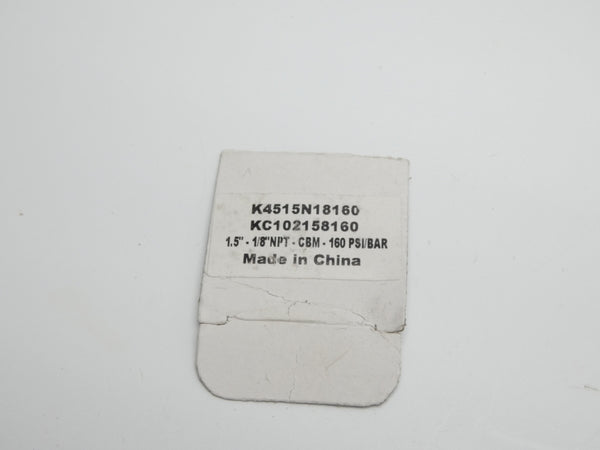 K4515N18160
KC102158160
1.5" - 1/8"NPT - CBM - 160 PSI/BAR
Made in China